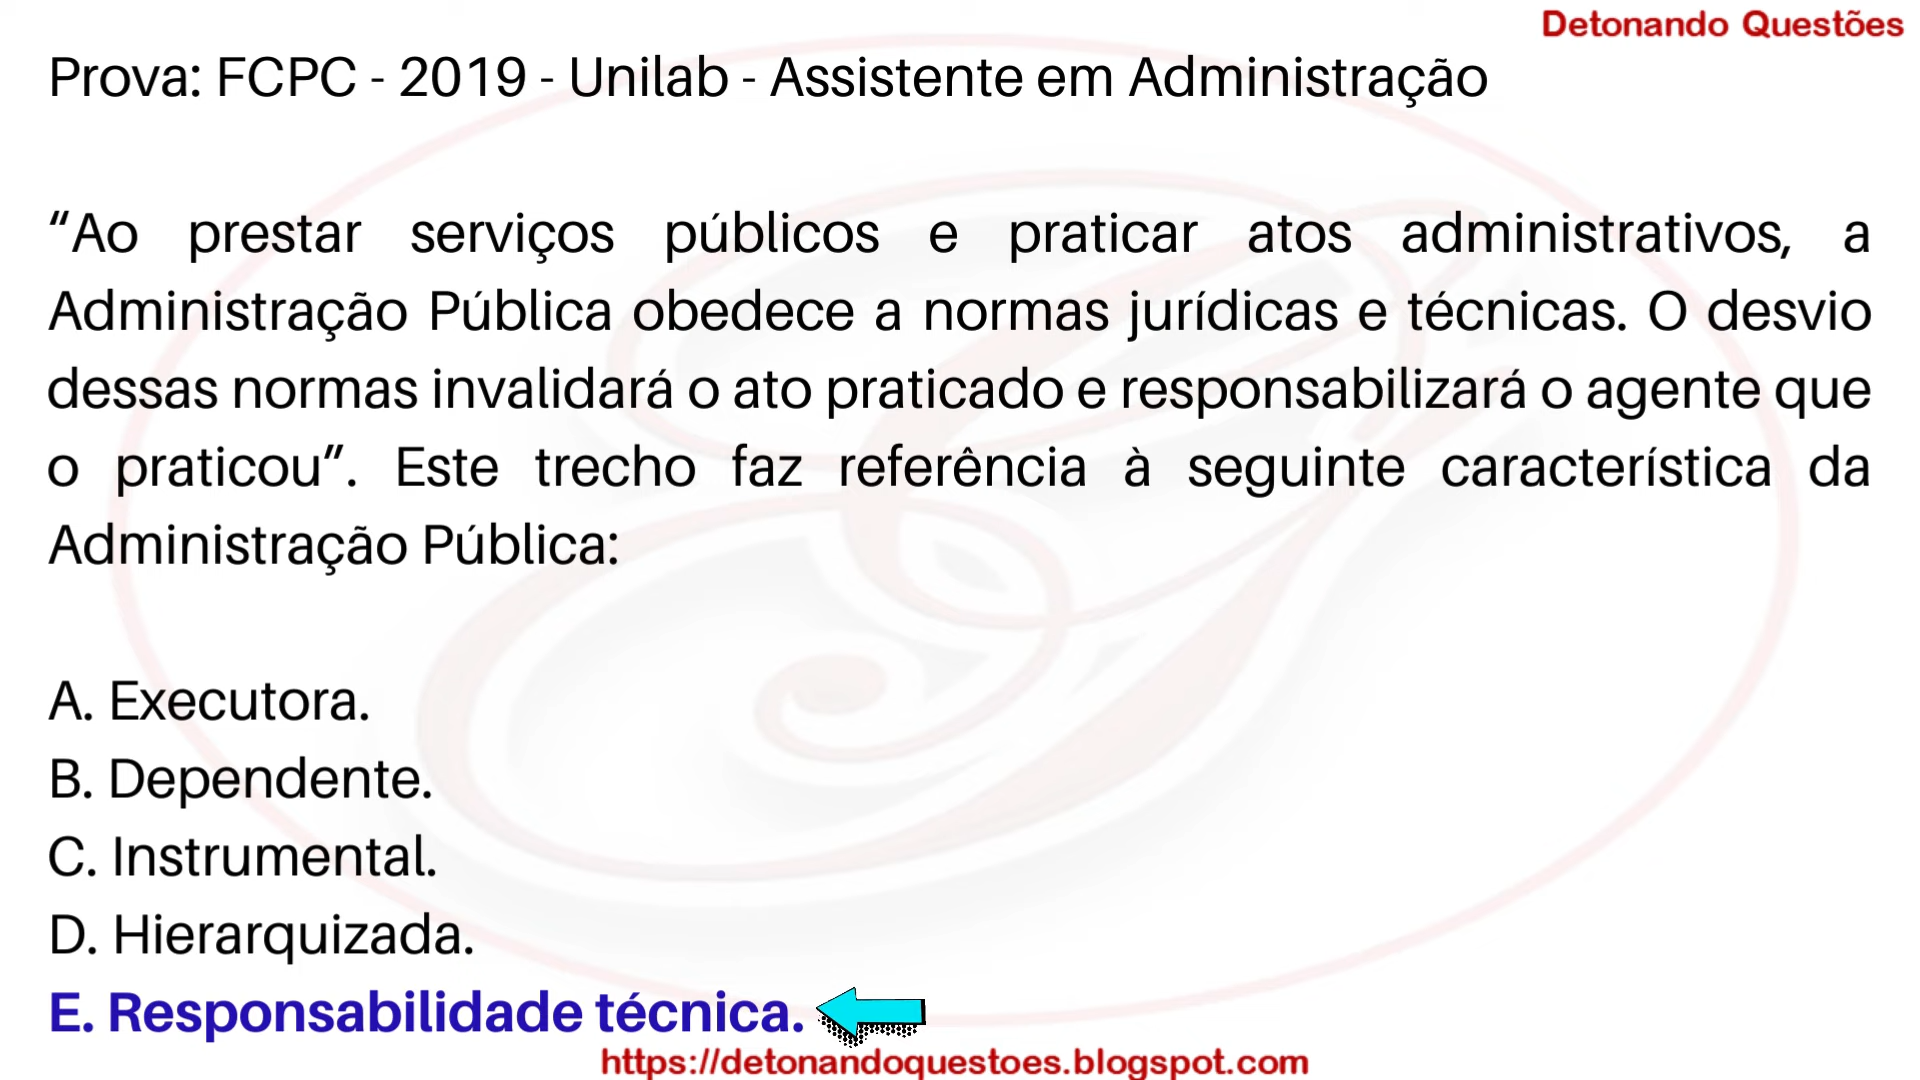 Detonando Questões
Prova: FCPC - 2019 - Unilab - Assistente em Administração
“Ao prestar serviços públicos e praticar atos administrativos, a
Administração Pública obedece a normas jurídicas e técnicas. O desvio
dessas normas invalidará o ato praticado e responsabilizará o agente que
o praticou”. Este trecho faz referência à seguinte característica da
Administração Pública:
A. Executora.
B. Dependente.
C. Instrumental.
D. Hierarquizada.
E. Responsabilidade técnica.
https://detonandoquestoes.blogspot.com